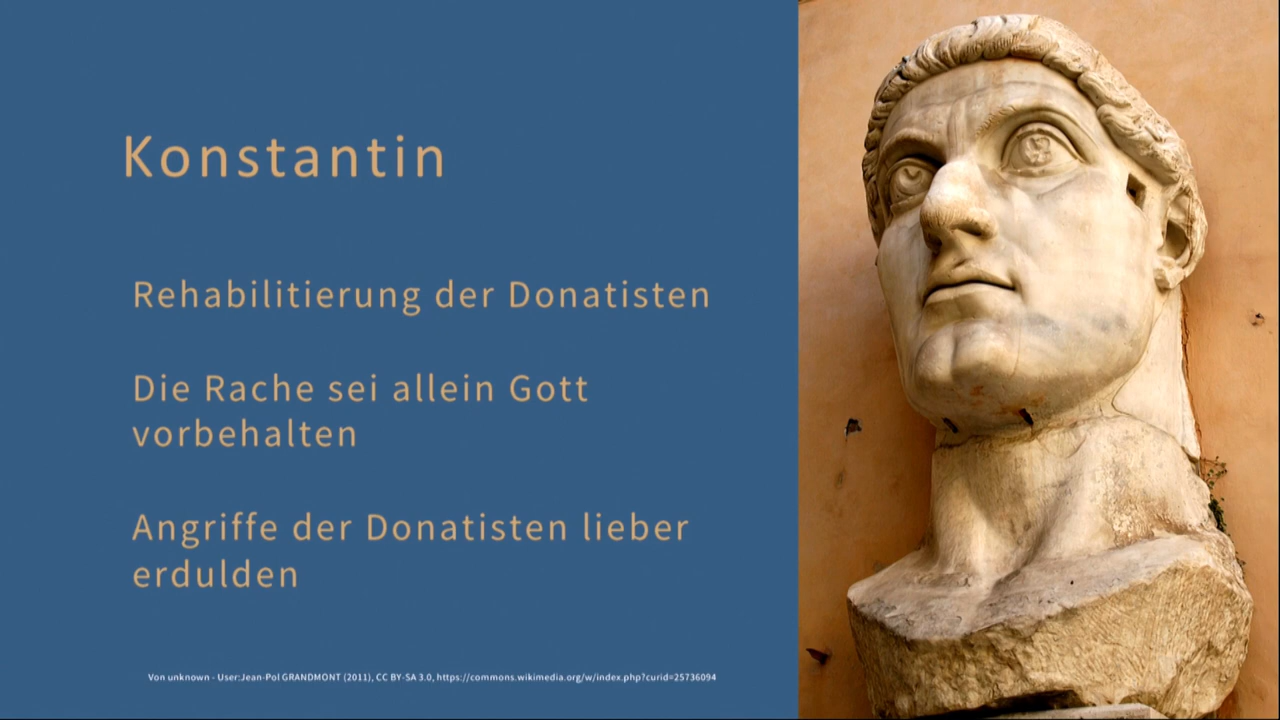 Konstantin
Rehabilitierung der Donatisten
Die Rache sei allein Gott
vorbehalten
Angriffe der Donatisten lieber
erdulden
Von unknown - User:Jean-Pol GRANDMONT (2011), CC BY-SA 3.0, https://commons.wikimedia.org/w/index.php?curid=25736094